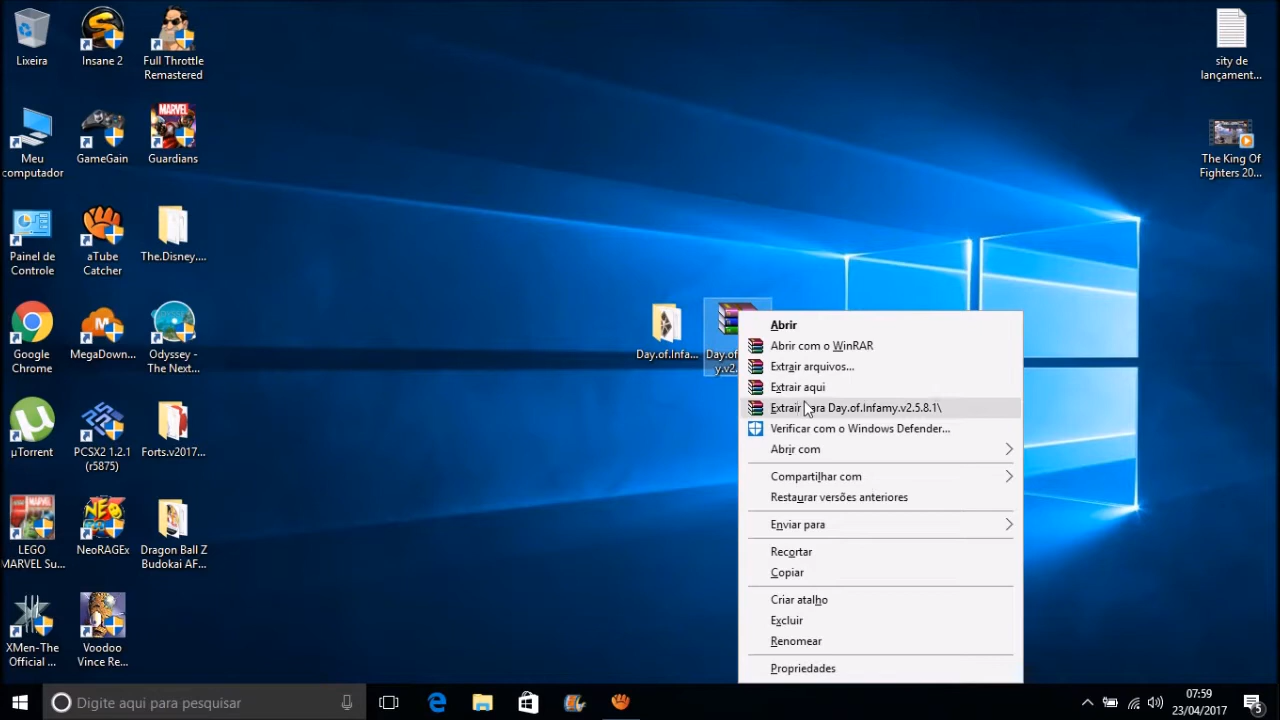 Lixeira
Insane 2
Full Throttle
Remastered
MARVEL
Meu
computador
GameGain
Guardians
Painel de
Controle
aTube
Catcher
The.Disney....
Google
Chrome
MegaDown...
Odyssey -
The Next...
µTorrent
PCSX2 1.2.1
(r5875)
Forts.v2017...
MARVEL
LEGO
MARVEL Su...
NEO
NeoRAGEx
Dragon Ball Z
Budokai AF...
XMen-The
Official ...
Voodoo
Vince Re...
sity de
lançament...
The King Of
Fighters 20...
Day.of.Infa...
Day.of
y.v2.
Abrir
Abrir com o WinRAR
Extrair arquivos...
Extrair aqui
Extrair para Day.of.Infamy.v2.5.8.1\
Verificar com o Windows Defender...
Abrir com
Compartilhar com
Restaurar versões anteriores
Enviar para
Recortar
Copiar
Criar atalho
Excluir
Renomear
Propriedades
Digite aqui para pesquisar
07:59
23/04/2017
5